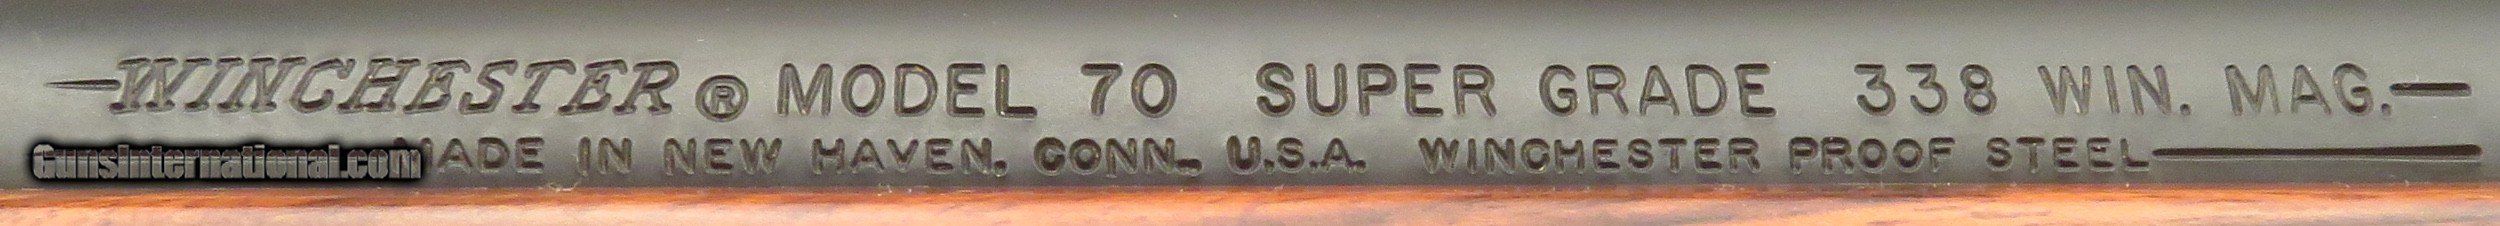 WINCHESTER® MODEL 70 SUPER GRADE 338 WIN. MAG.
MADE IN NEW HAVEN, CONN., U.S.A. WINCHESTER PROOF STEEL
GunsInternational.com